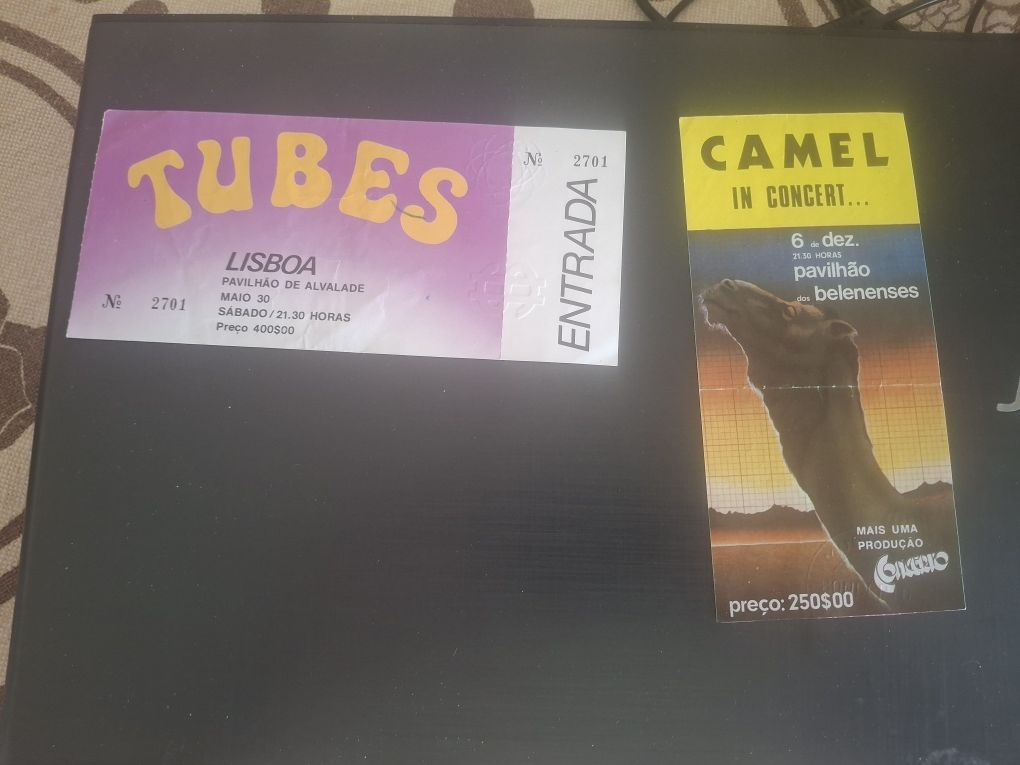 TUBES
LISBOA
PAVILHÃO DE ALVALADE
MAIO 30
SÁBADO / 21.30 HORAS
Preço 400$00
Nº 2701
Nº 2701
ENTRADA
CAMEL
IN CONCERT...
6 de dez.
21.30 HORAS
pavilhão
dos belenenses
MAIS UMA
PRODUÇÃO
CONCERTO
preço: 250$00